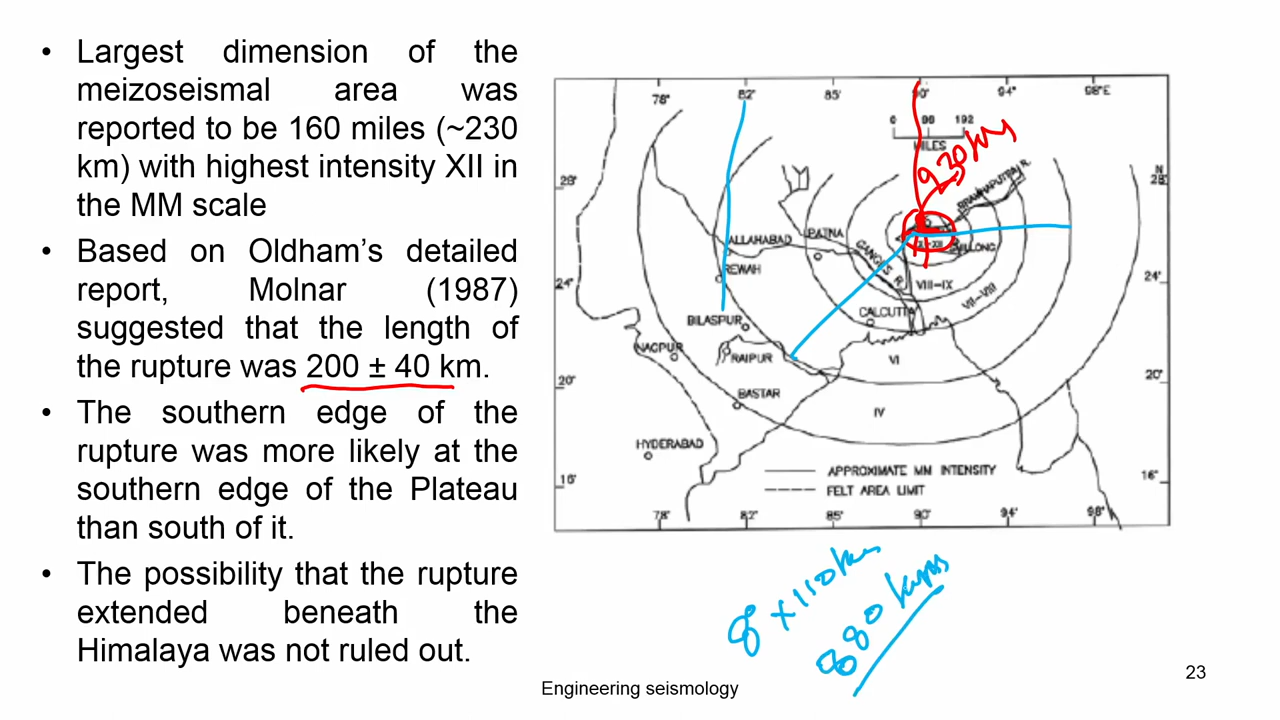 • Largest dimension of the
meizoseismal area was
reported to be 160 miles (~230
km) with highest intensity XII in
the MM scale
• Based on Oldham's detailed
report, Molnar (1987)
suggested that the length of
the rupture was 200 ± 40 km.
• The southern edge of the
rupture was more likely at the
southern edge of the Plateau
than south of it.
• The possibility that the rupture
extended beneath the
Himalaya was not ruled out.
78° 82° 85° 90° 94° 98°E
0 96 192
MILES
230 km
N
28° 28°
BRAHMAPUTRA R.
ALLAHABAD PATNA
GANGES R.
SHILLONG
REWAH
24° 24°
VIII–IX
VII–VIII
CALCUTTA
BILASPUR
NAGPUR
RAIPUR
VI
20° 20°
BASTAR
IV
HYDERABAD
APPROXIMATE MM INTENSITY
16° 16°
FELT AREA LIMIT
78° 82° 85° 90° 94° 98°
8 x 110 km
880 kms
Engineering seismology
23